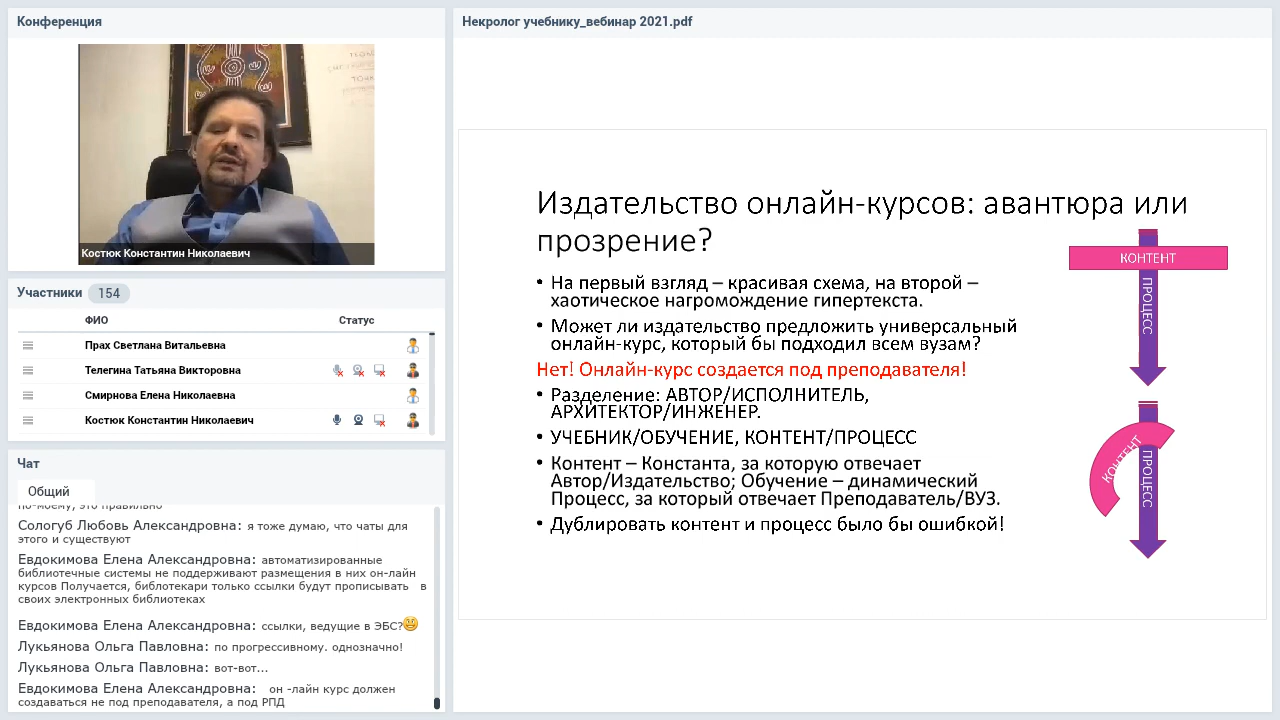 Конференция
Костюк Константин Николаевич
Участники 154
ФИО Статус
Прах Светлана Витальевна
Телегина Татьяна Викторовна
Смирнова Елена Николаевна
Костюк Константин Николаевич
Чат
Общий
по-моему, это правильно
Сологуб Любовь Александровна: я тоже думаю, что чаты для
этого и существуют
Евдокимова Елена Александровна: автоматизированные
библиотечные системы не поддерживают размещения в них он-лайн
курсов Получается, библотекари только ссылки будут прописывать в
своих электронных библиотеках
Евдокимова Елена Александровна: ссылки, ведущие в ЭБС?
Лукьянова Ольга Павловна: по прогрессивному. однозначно!
Лукьянова Ольга Павловна: вот-вот...
Евдокимова Елена Александровна: он -лайн курс должен
создаваться не под преподавателя, а под РПД
Некролог учебнику_вебинар 2021.pdf
Издательство онлайн-курсов: авантюра или
прозрение?
• На первый взгляд – красивая схема, на второй –
хаотическое нагромождение гипертекста.
• Может ли издательство предложить универсальный
онлайн-курс, который бы подходил всем вузам?
Нет! Онлайн-курс создается под преподавателя!
• Разделение: АВТОР/ИСПОЛНИТЕЛЬ,
АРХИТЕКТОР/ИНЖЕНЕР.
• УЧЕБНИК/ОБУЧЕНИЕ, КОНТЕНТ/ПРОЦЕСС
• Контент – Константа, за которую отвечает
Автор/Издательство; Обучение – динамический
Процесс, за который отвечает Преподаватель/ВУЗ.
• Дублировать контент и процесс было бы ошибкой!
КОНТЕНТ
ПРОЦЕСС
КОНТЕНТ
ПРОЦЕСС